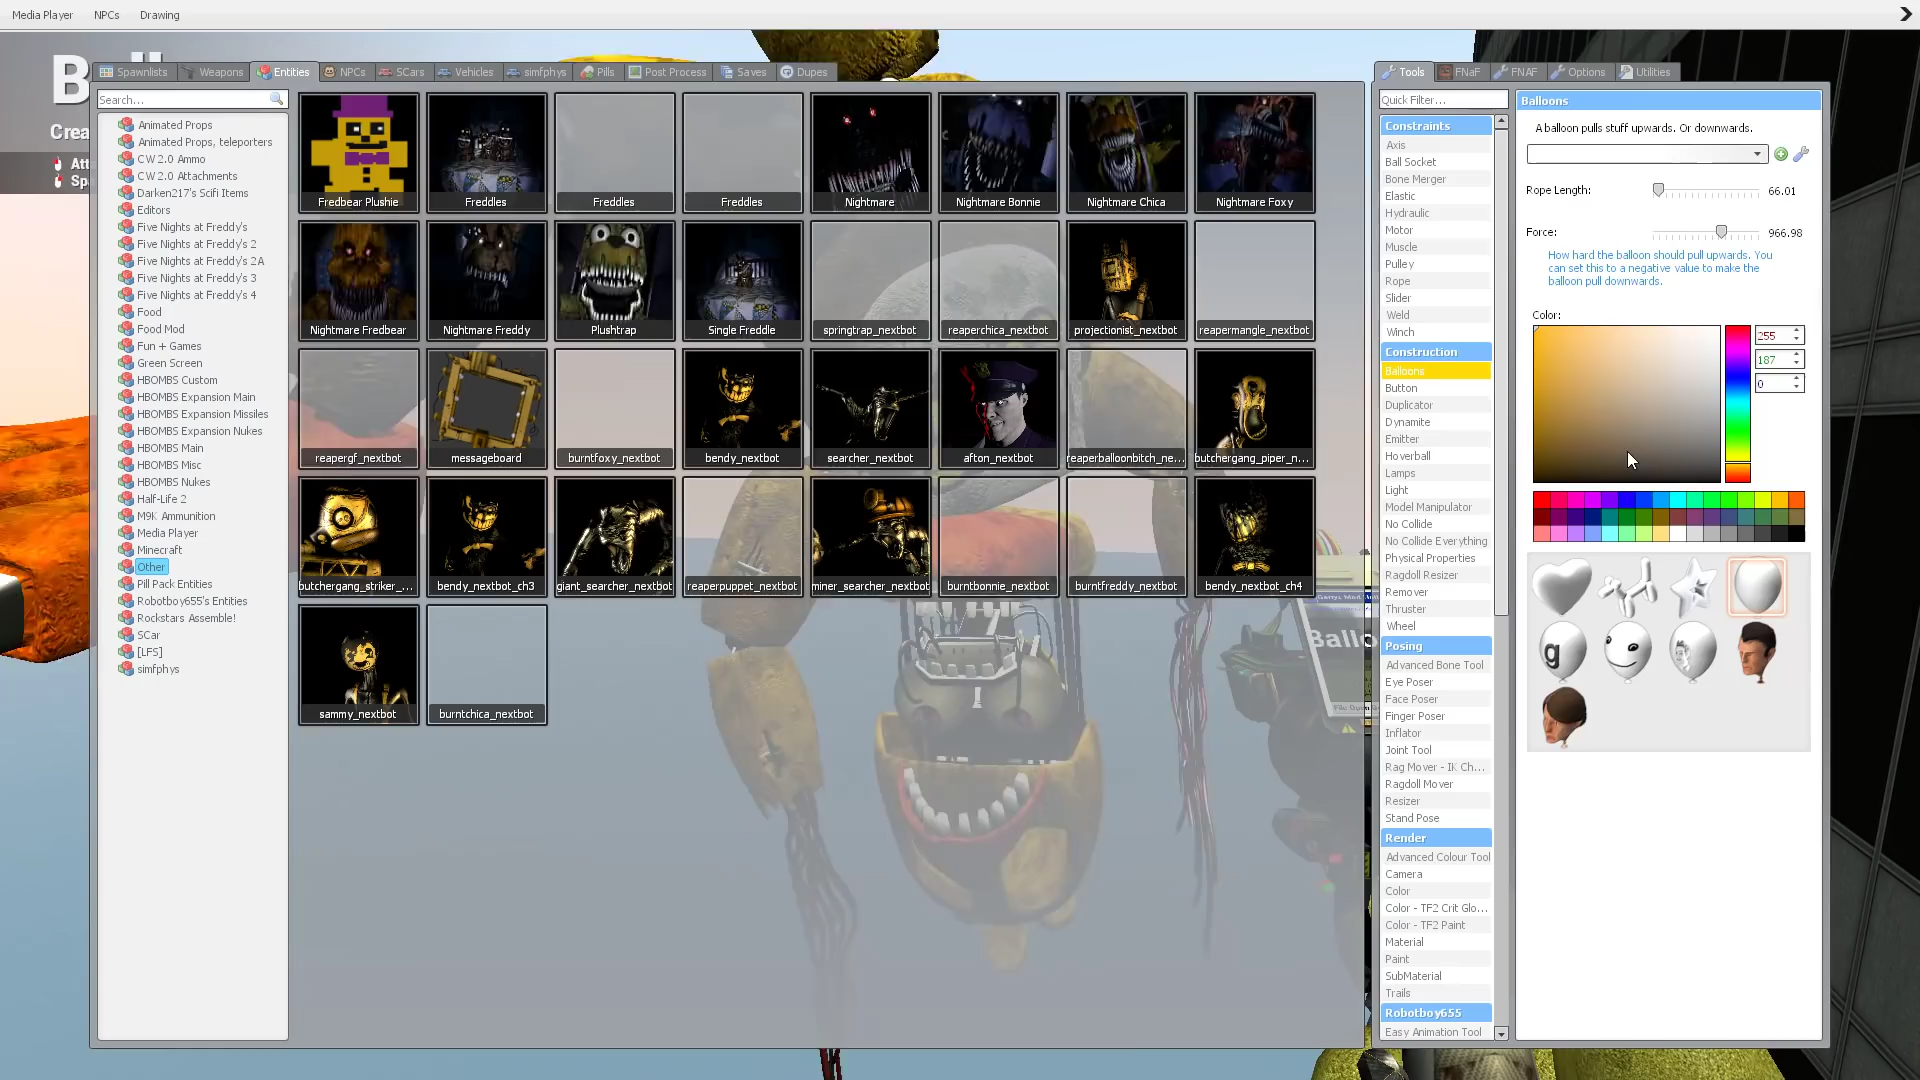 Media Player NPCs Drawing
B
Spawnlists Weapons Entities NPCs SCars Vehicles simfphys Pills Post Process Saves Dupes
Tools FNaF FNAF Options Utilities
Search...
Crea
Att
Animated Props
Animated Props, teleporters
CW 2.0 Ammo
CW 2.0 Attachments
Darken217's Scifi Items
Editors
Five Nights at Freddy's
Five Nights at Freddy's 2
Five Nights at Freddy's 2A
Five Nights at Freddy's 3
Five Nights at Freddy's 4
Food
Food Mod
Fun + Games
Green Screen
HBOMBS Custom
HBOMBS Expansion Main
HBOMBS Expansion Missiles
HBOMBS Expansion Nukes
HBOMBS Main
HBOMBS Misc
HBOMBS Nukes
Half-Life 2
M9K Ammunition
Media Player
Minecraft
Other
Pill Pack Entities
Robotboy655's Entities
Rockstars Assemble!
SCar
[LFS]
simfphys
Fredbear Plushie Freddles Freddles Freddles Nightmare Nightmare Bonnie Nightmare Chica Nightmare Foxy
Nightmare Fredbear Nightmare Freddy Plushtrap Single Freddle springtrap_nextbot reaperchica_nextbot projectionist_nextbot reapermangle_nextbot
reapergf_nextbot messageboard burntfoxy_nextbot bendy_nextbot searcher_nextbot afton_nextbot reaperballoonbitch_ne... butchergang_piper_n...
butchergang_striker_... bendy_nextbot_ch3 giant_searcher_nextbot reaperpuppet_nextbot miner_searcher_nextbot burntbonnie_nextbot burntfreddy_nextbot bendy_nextbot_ch4
sammy_nextbot burntchica_nextbot
Ballo
Quick Filter...
Constraints
Axis
Ball Socket
Bone Merger
Elastic
Hydraulic
Motor
Muscle
Pulley
Rope
Slider
Weld
Winch
Construction
Balloons
Button
Duplicator
Dynamite
Emitter
Hoverball
Lamps
Light
Model Manipulator
No Collide
No Collide Everything
Physical Properties
Ragdoll Resizer
Remover
Thruster
Wheel
Posing
Advanced Bone Tool
Eye Poser
Face Poser
Finger Poser
Inflator
Joint Tool
Rag Mover - IK Ch...
Ragdoll Mover
Resizer
Stand Pose
Render
Advanced Colour Tool
Camera
Color
Color - TF2 Crit Glo...
Color - TF2 Paint
Material
Paint
SubMaterial
Trails
Robotboy655
Easy Animation Tool
Balloons
A balloon pulls stuff upwards. Or downwards.
Rope Length: 66.01
Force: 966.98
How hard the balloon should pull upwards. You
can set this to a negative value to make the
balloon pull downwards.
Color:
255
187
0
g